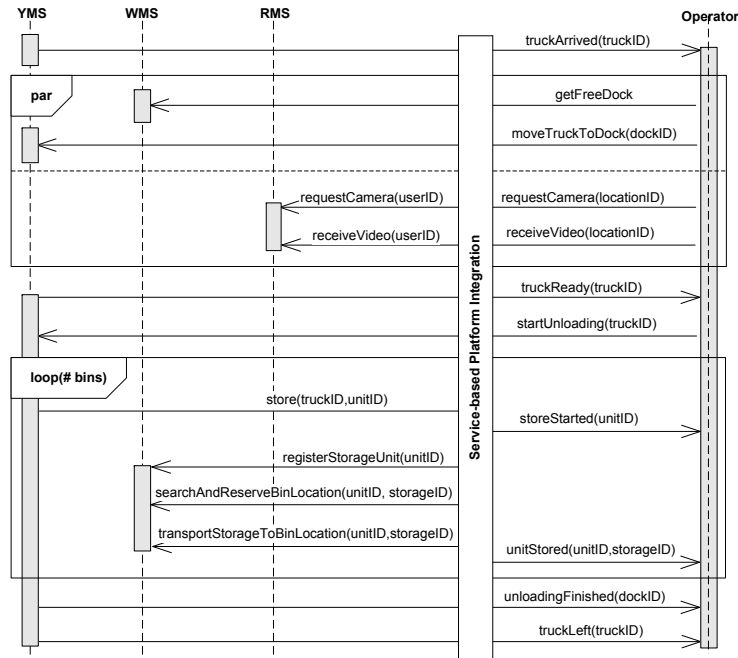 YMS WMS RMS Operator
truckArrived(truckID)
par
getFreeDock
moveTruckToDock(dockID)
requestCamera(userID) requestCamera(locationID)
receiveVideo(userID) receiveVideo(locationID)
Service-based Platform Integration
truckReady(truckID)
startUnloading(truckID)
loop(# bins)
store(truckID,unitID)
storeStarted(unitID)
registerStorageUnit(unitID)
searchAndReserveBinLocation(unitID, storageID)
transportStorageToBinLocation(unitID,storageID)
unitStored(unitID,storageID)
unloadingFinished(dockID)
truckLeft(truckID)